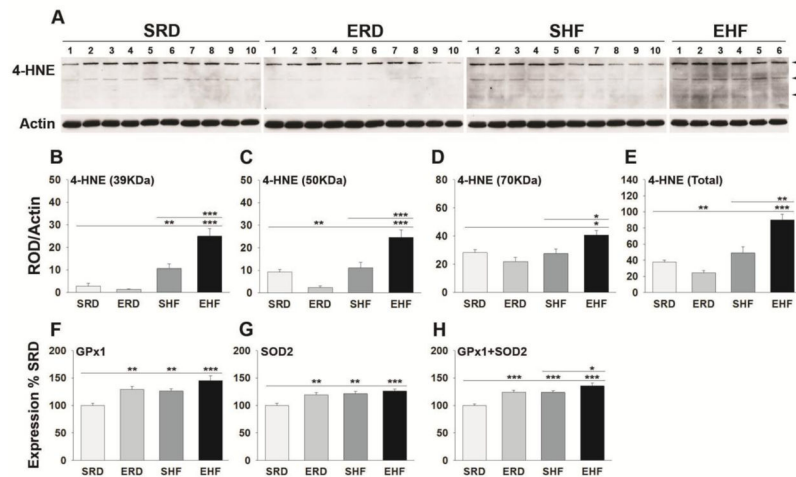 A
SRD ERD SHF EHF
1 2 3 4 5 6 7 8 9 10 1 2 3 4 5 6 7 8 9 10 1 2 3 4 5 6 7 8 9 10 1 2 3 4 5 6
4-HNE
Actin
B C D E
4-HNE (39KDa) 4-HNE (50KDa) 4-HNE (70KDa) 4-HNE (Total)
ROD/Actin
50 40 30 20 10 0
** *** ***
SRD ERD SHF EHF
50 40 30 20 10 0
** *** ***
SRD ERD SHF EHF
70 60 50 40 30 20 10 0
* *
SRD ERD SHF EHF
140 120 100 80 60 40 20 0
** ** ***
SRD ERD SHF EHF
F G H
GPx1 SOD2 GPx1+SOD2
Expression % SRD
200 150 100 50 0
** ** ***
SRD ERD SHF EHF
200 150 100 50 0
** ** ***
SRD ERD SHF EHF
200 150 100 50 0
*** *** * ***
SRD ERD SHF EHF